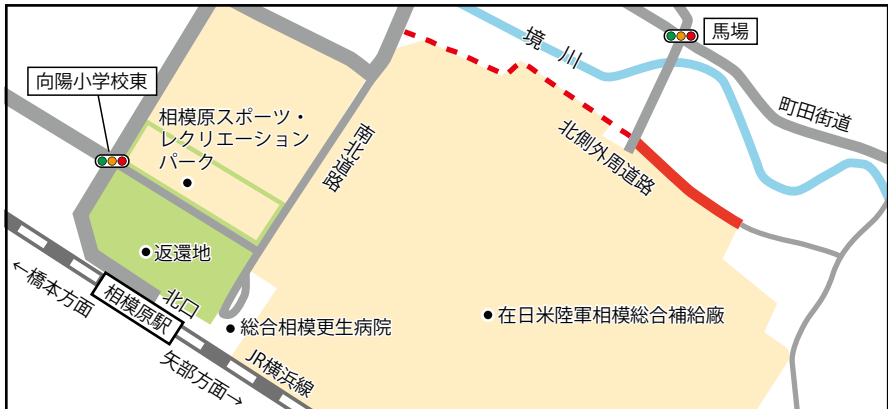 境川
馬場
向陽小学校東
町田街道
相模原スポーツ・
レクリエーション
パーク
南北道路
北側外周道路
返還地
←橋本方面
相模原駅
北口
総合相模更生病院
在日米陸軍相模総合補給廠
JR横浜線
矢部方面→